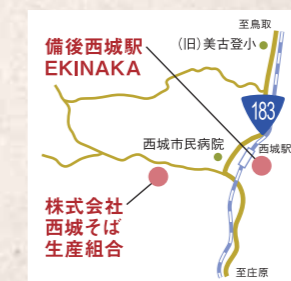 至鳥取
備後西城駅
EKINAKA
(旧)美古登小
183
西城市民病院
西城駅
株式会社
西城そば
生産組合
至庄原